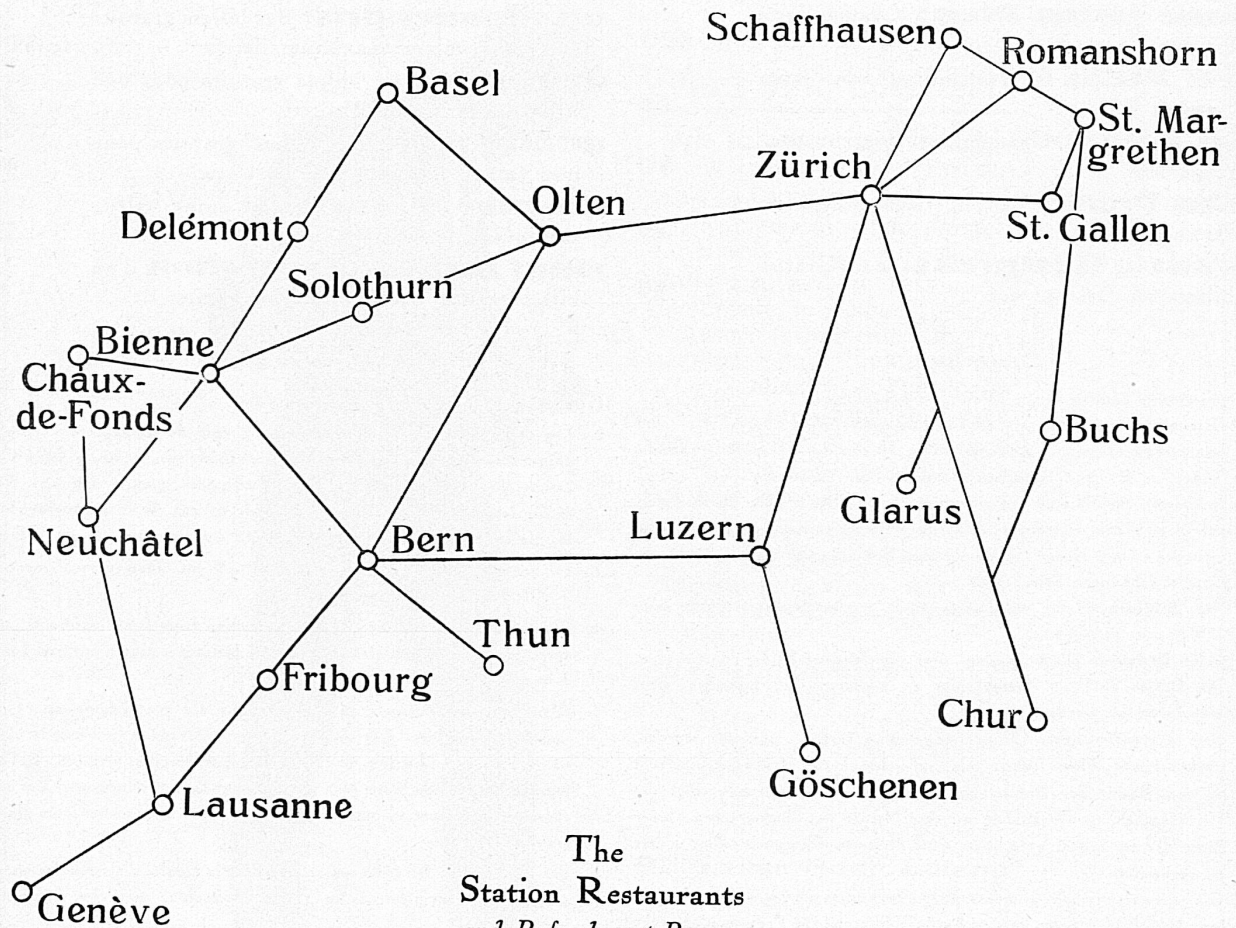 Schaffhausen
Romanshorn
Basel
St. Mar-
grethen
Zürich
Olten
Delémont
St. Gallen
Solothurn
Bienne
Chaux-
de-Fonds
Buchs
Glarus
Luzern
Bern
Neuchâtel
Thun
Fribourg
Chur
Göschenen
Lausanne
Genève
The
Station Restaurants